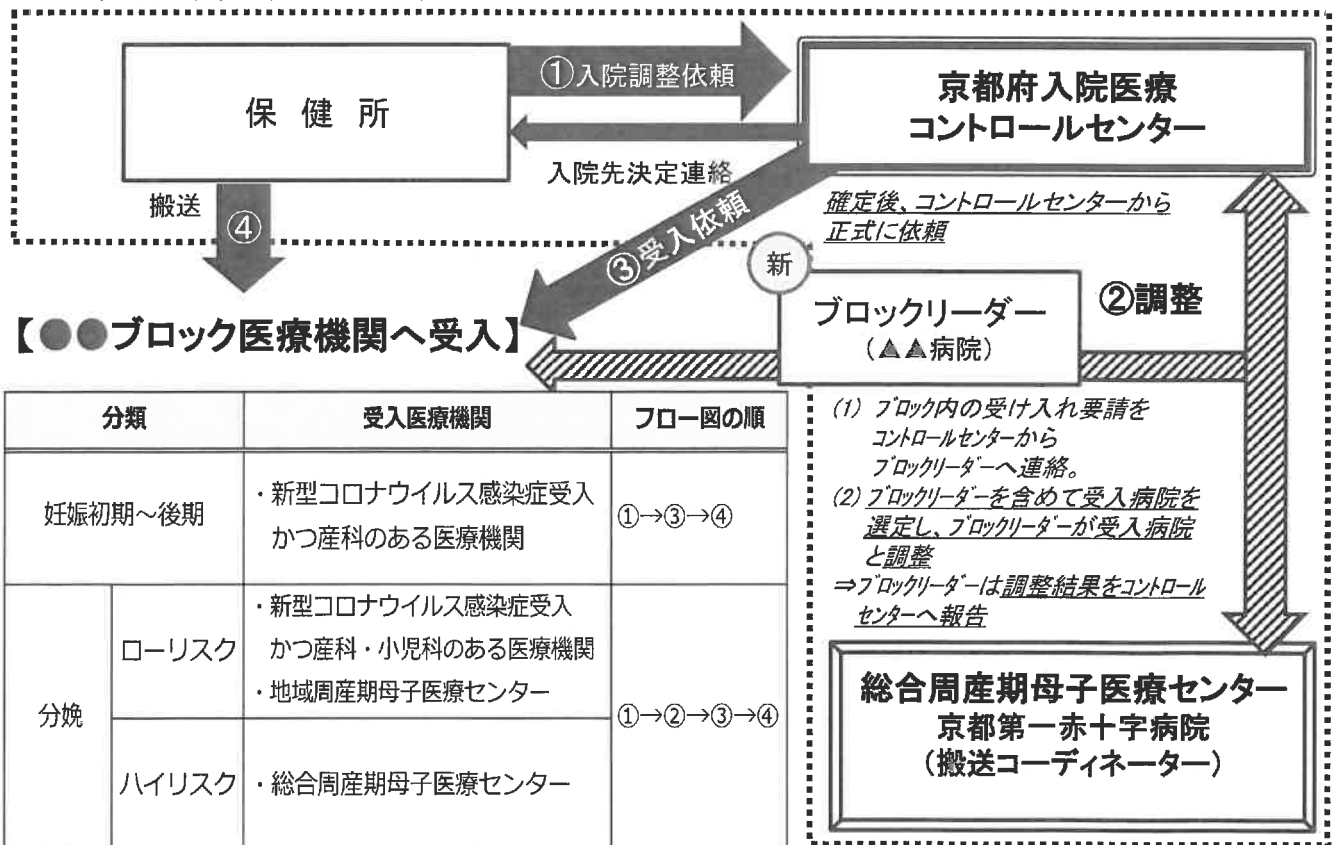 ①入院調整依頼
保健所
京都府入院医療
コントロールセンター
入院先決定連絡
搬送
④
③受入依頼
確定後、コントロールセンターから
正式に依頼
新
ブロックリーダー
(▲▲病院)
②調整
【●●ブロック医療機関へ受入】
分類 受入医療機関 フロー図の順
妊娠初期～後期
・新型コロナウイルス感染症受入
かつ産科のある医療機関
①→③→④
分娩
ローリスク
・新型コロナウイルス感染症受入
かつ産科・小児科のある医療機関
・地域周産期母子医療センター
ハイリスク
・総合周産期母子医療センター
①→②→③→④
(1) ブロック内の受け入れ要請を
コントロールセンターから
ブロックリーダーへ連絡。
(2) ブロックリーダーを含めて受入病院を
選定し、ブロックリーダーが受入病院
と調整
⇒ブロックリーダーは調整結果をコントロール
センターへ報告
総合周産期母子医療センター
京都第一赤十字病院
(搬送コーディネーター)